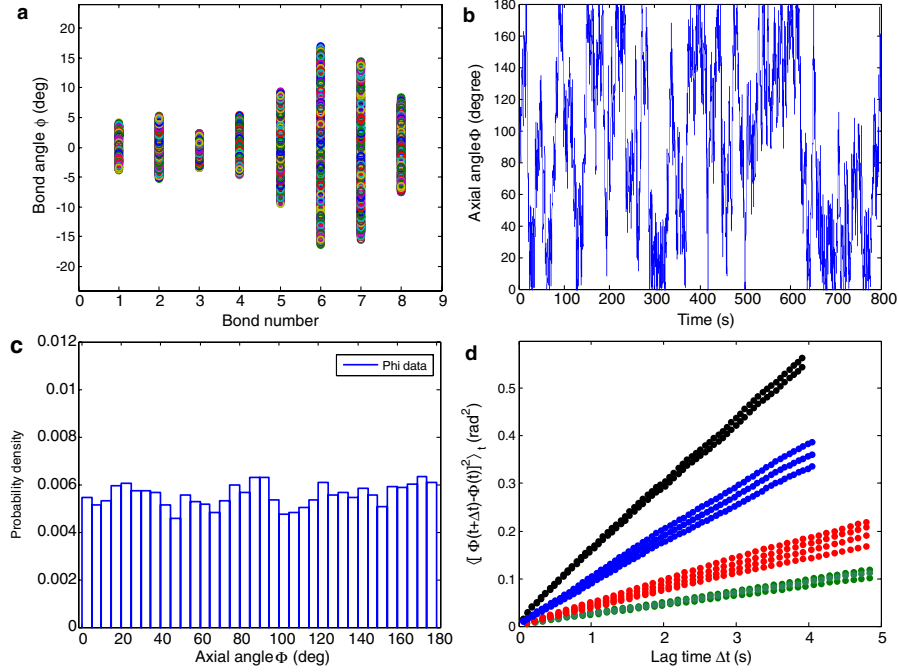 a
Bond angle ϕ (deg)
20
15
10
5
0
-5
-10
-15
-20
0 1 2 3 4 5 6 7 8 9
Bond number
b
Axial angle Φ (degree)
180
160
140
120
100
80
60
40
20
0
0 100 200 300 400 500 600 700 800
Time (s)
c
Probability density
0.012
0.01
0.008
0.006
0.004
0.002
0
Phi data
0 20 40 60 80 100 120 140 160 180
Axial angle Φ (deg)
d
⟨[ Φ(t+Δt)-Φ(t)]²⟩t (rad²)
0.5
0.4
0.3
0.2
0.1
0
0 1 2 3 4 5
Lag time Δt (s)